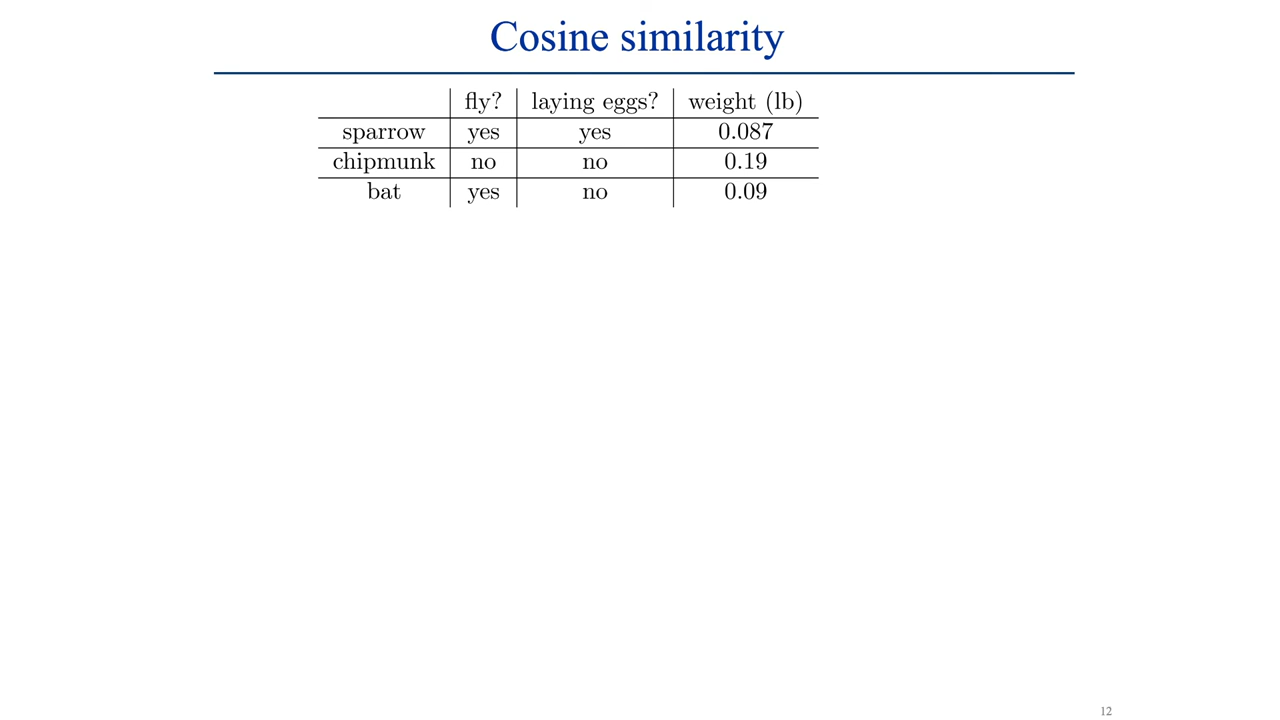 Cosine similarity
fly? laying eggs? weight (lb)
sparrow yes yes 0.087
chipmunk no no 0.19
bat yes no 0.09
12